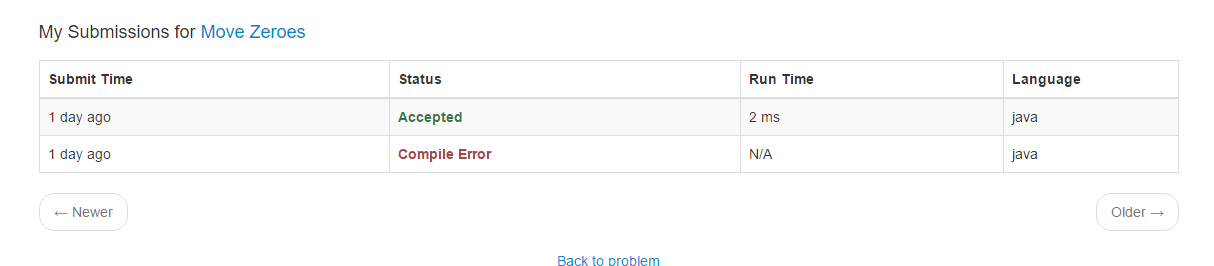 My Submissions for Move Zeroes
Submit Time Status Run Time Language
1 day ago Accepted 2 ms java
1 day ago Compile Error N/A java
← Newer Older →
Back to problem